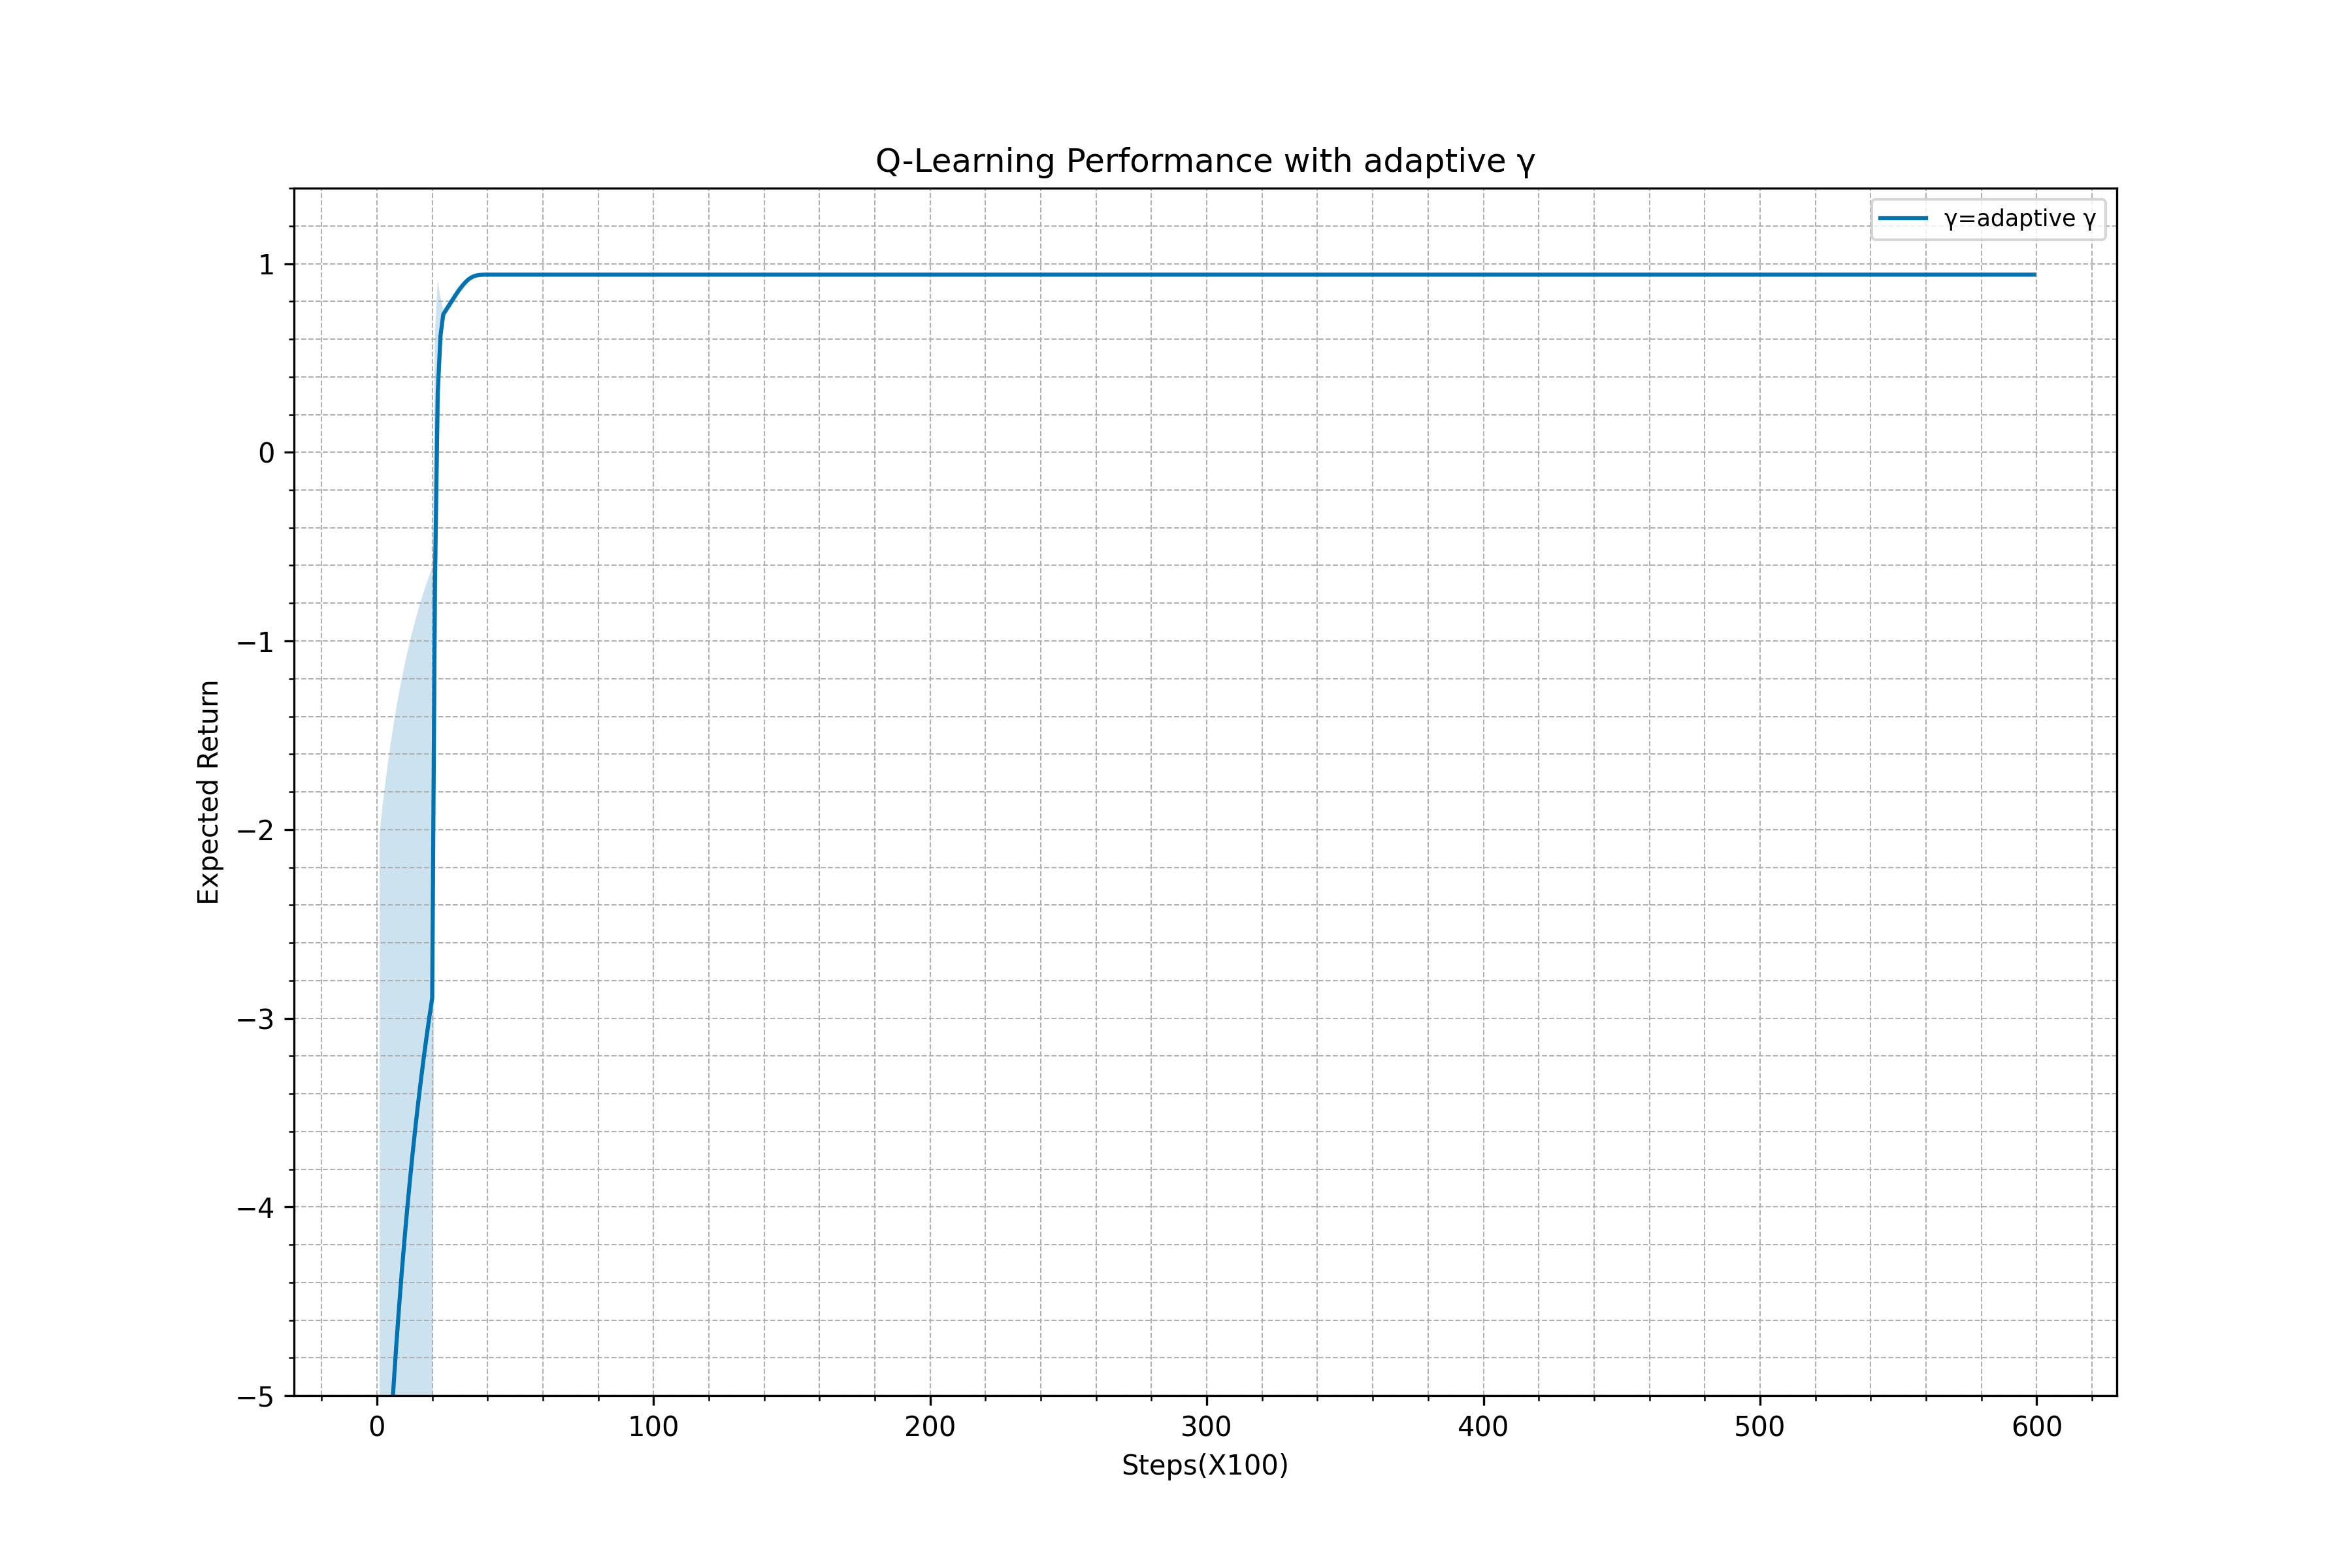 Q-Learning Performance with adaptive γ
γ=adaptive γ
1
0
−1
−2
−3
−4
−5
Expected Return
0 100 200 300 400 500 600
Steps(X100)